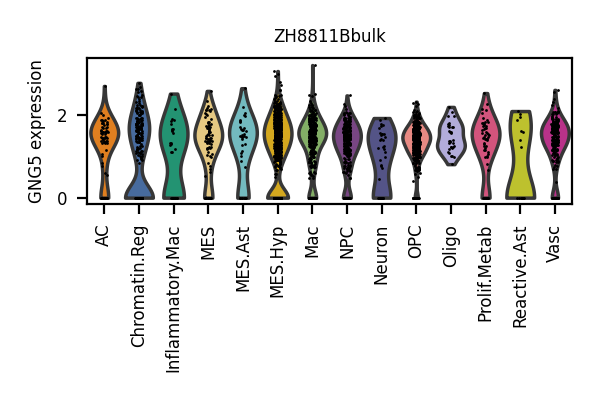 ZH8811Bbulk
GNG5 expression
2
0
AC
Chromatin.Reg
Inflammatory.Mac
MES
MES.Ast
MES.Hyp
Mac
NPC
Neuron
OPC
Oligo
Prolif.Metab
Reactive.Ast
Vasc